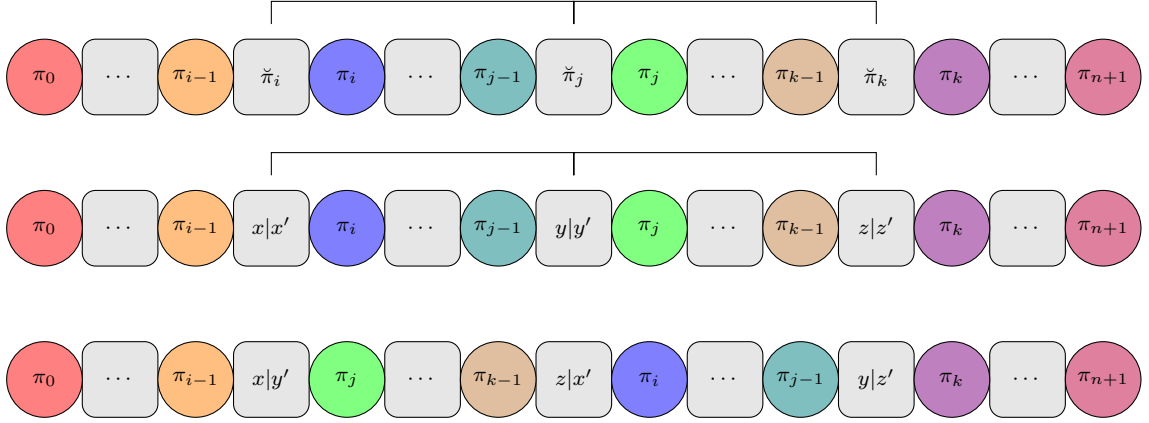 π₀ ⋯ πᵢ₋₁ π̆ᵢ πᵢ ⋯ πⱼ₋₁ π̆ⱼ πⱼ ⋯ πₖ₋₁ π̆ₖ πₖ ⋯ πₙ₊₁
π₀ ⋯ πᵢ₋₁ x|x′ πᵢ ⋯ πⱼ₋₁ y|y′ πⱼ ⋯ πₖ₋₁ z|z′ πₖ ⋯ πₙ₊₁
π₀ ⋯ πᵢ₋₁ x|y′ πⱼ ⋯ πₖ₋₁ z|x′ πᵢ ⋯ πⱼ₋₁ y|z′ πₖ ⋯ πₙ₊₁